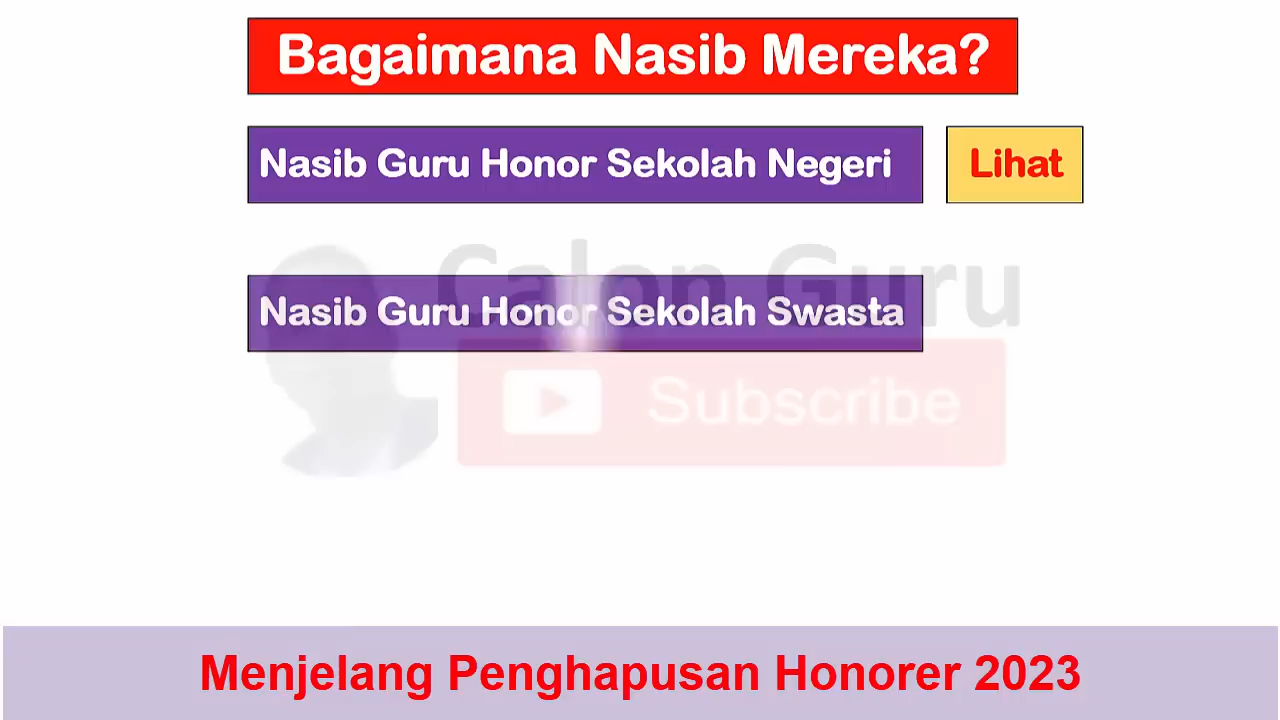 Bagaimana Nasib Mereka?
Nasib Guru Honor Sekolah Negeri
Lihat
Calon Guru
Nasib Guru Honor Sekolah Swasta
Subscribe
Menjelang Penghapusan Honorer 2023